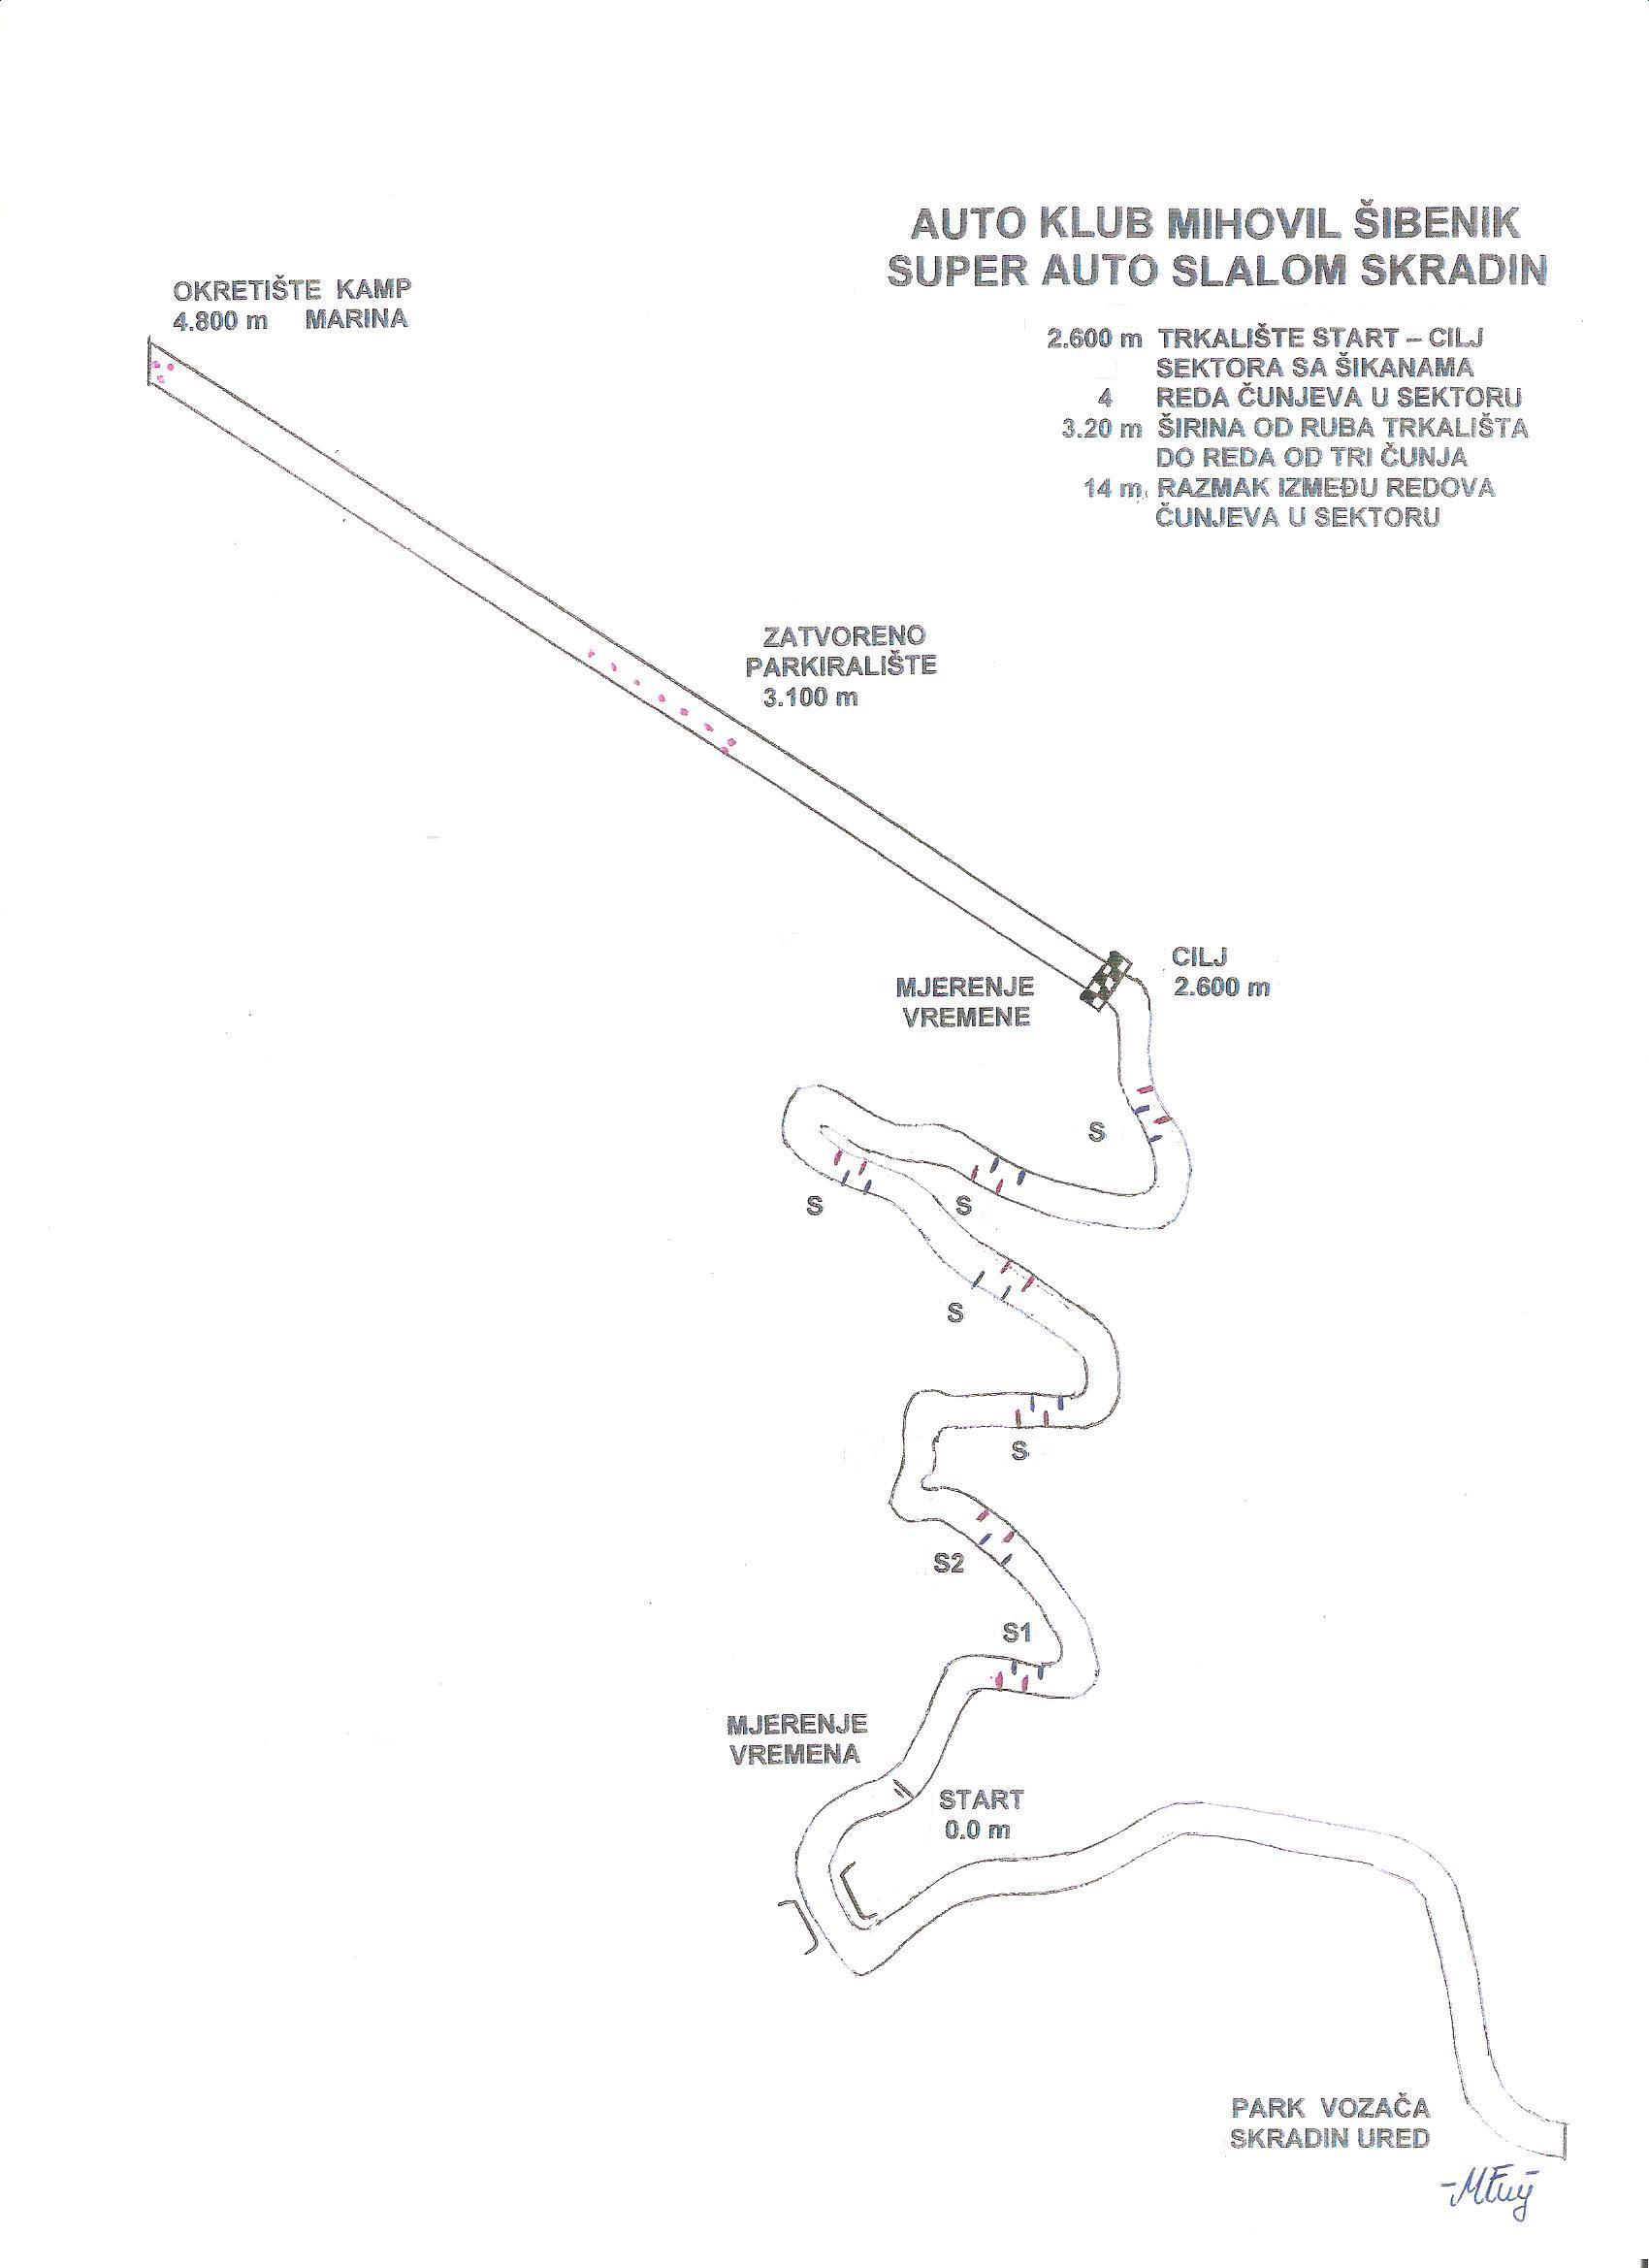 AUTO KLUB MIHOVIL ŠIBENIK
SUPER AUTO SLALOM SKRADIN
OKRETIŠTE KAMP
4.800 m MARINA
2.600 m TRKALIŠTE START – CILJ
SEKTORA SA ŠIKANAMA
4 REDA ČUNJEVA U SEKTORU
3.20 m ŠIRINA OD RUBA TRKALIŠTA
DO REDA OD TRI ČUNJA
14 m. RAZMAK IZMEĐU REDOVA
ČUNJEVA U SEKTORU
ZATVORENO
PARKIRALIŠTE
3.100 m
CILJ
2.600 m
MJERENJE
VREMENE
S
S
S
S
S
S2
S1
MJERENJE
VREMENA
START
0.0 m
PARK VOZAČA
SKRADIN URED